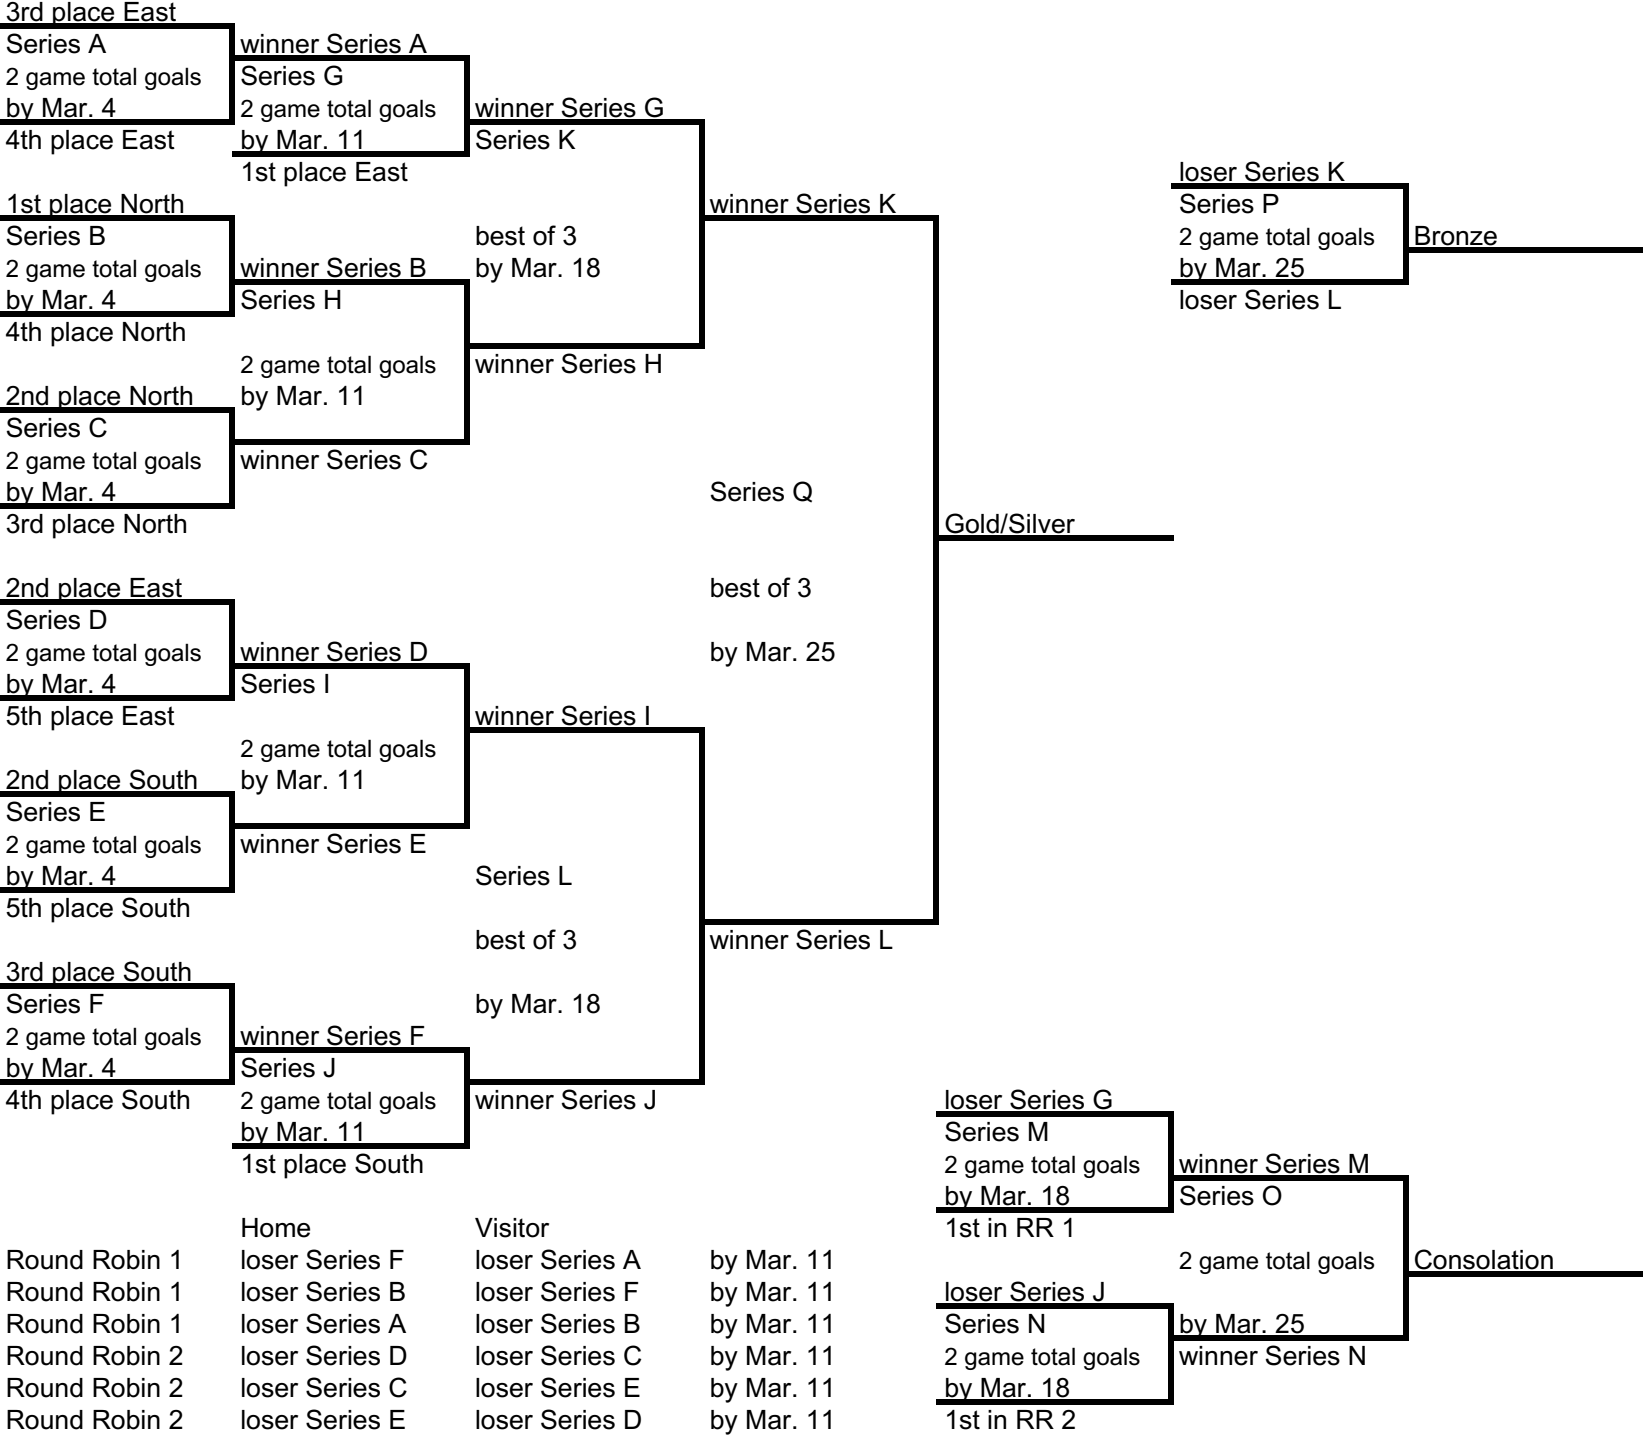 3rd place East
Series A
2 game total goals
by Mar. 4
4th place East
1st place North
Series B
2 game total goals
by Mar. 4
4th place North
2nd place North
Series C
2 game total goals
by Mar. 4
3rd place North
2nd place East
Series D
2 game total goals
by Mar. 4
5th place East
2nd place South
Series E
2 game total goals
by Mar. 4
5th place South
3rd place South
Series F
2 game total goals
by Mar. 4
4th place South
winner Series A
Series G
2 game total goals
by Mar. 11
1st place East
winner Series B
Series H
2 game total goals
by Mar. 11
winner Series C
winner Series D
Series I
2 game total goals
by Mar. 11
winner Series E
winner Series F
Series J
2 game total goals
by Mar. 11
1st place South
winner Series G
Series K
best of 3
by Mar. 18
winner Series H
winner Series I
Series L
best of 3
by Mar. 18
winner Series J
winner Series K
Series Q
best of 3
by Mar. 25
winner Series L
Gold/Silver
loser Series K
Series P
2 game total goals
by Mar. 25
loser Series L
Bronze
loser Series G
Series M
2 game total goals
by Mar. 18
1st in RR 1
loser Series J
Series N
2 game total goals
by Mar. 18
1st in RR 2
winner Series M
Series O
2 game total goals
by Mar. 25
winner Series N
Consolation
Home Visitor
Round Robin 1 loser Series F loser Series A by Mar. 11
Round Robin 1 loser Series B loser Series F by Mar. 11
Round Robin 1 loser Series A loser Series B by Mar. 11
Round Robin 2 loser Series D loser Series C by Mar. 11
Round Robin 2 loser Series C loser Series E by Mar. 11
Round Robin 2 loser Series E loser Series D by Mar. 11